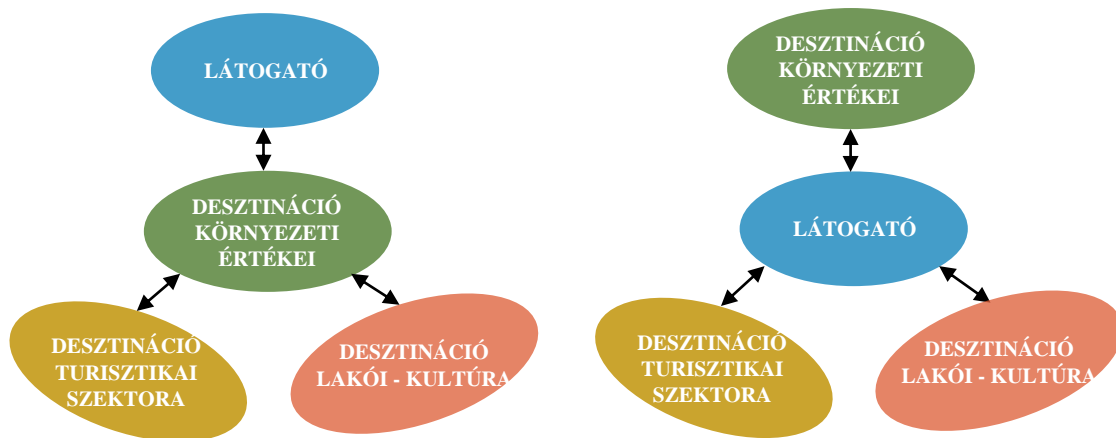 LÁTOGATÓ
DESZTINÁCIÓ
KÖRNYEZETI
ÉRTÉKEI
DESZTINÁCIÓ
TURISZTIKAI
SZEKTORA
DESZTINÁCIÓ
LAKÓI - KULTÚRA
DESZTINÁCIÓ
KÖRNYEZETI
ÉRTÉKEI
LÁTOGATÓ
DESZTINÁCIÓ
TURISZTIKAI
SZEKTORA
DESZTINÁCIÓ
LAKÓI - KULTÚRA